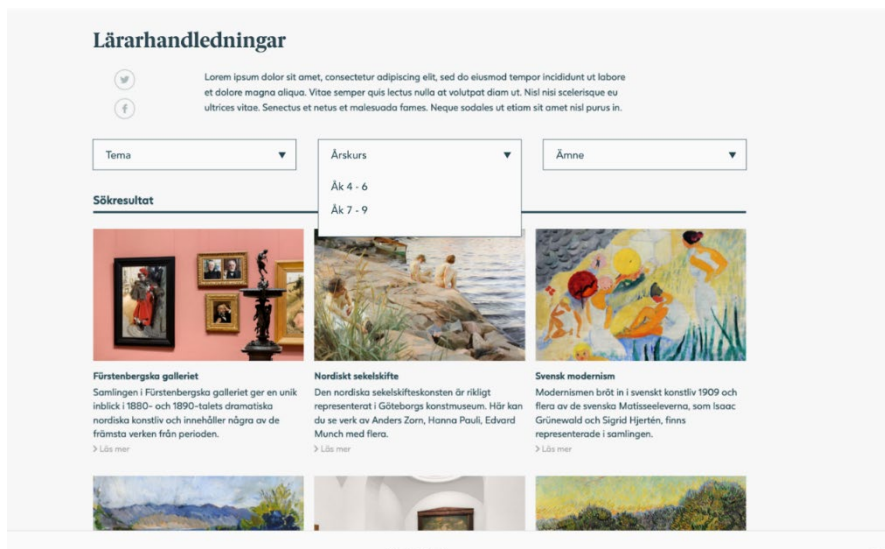 Lärarhandledningar
Lorem ipsum dolor sit amet, consectetur adipiscing elit, sed do eiusmod tempor incididunt ut labore
et dolore magna aliqua. Vitae semper quis lectus nulla at volutpat diam ut. Nisl nisi scelerisque eu
ultrices vitae. Senectus et netus et malesuada fames. Neque sodales ut etiam sit amet nisl purus in.
Tema
Årskurs
Ämne
Åk 4 - 6
Åk 7 - 9
Sökresultat
Fürstenbergska galleriet
Samlingen i Fürstenbergska galleriet ger en unik
inblick i 1880- och 1890-talets dramatiska
nordiska konstliv och innehåller några av de
främsta verken från perioden.
> Läs mer
Nordiskt sekelskifte
Den nordiska sekelskifteskonsten är rikligt
representerat i Göteborgs konstmuseum. Här kan
du se verk av Anders Zorn, Hanna Pauli, Edvard
Munch med flera.
> Läs mer
Svensk modernism
Modernismen bröt in i svenskt konstliv 1909 och
flera av de svenska Matisseeleverna, som Isaac
Grünewald och Sigrid Hjertén, finns
representerade i samlingen.
> Läs mer